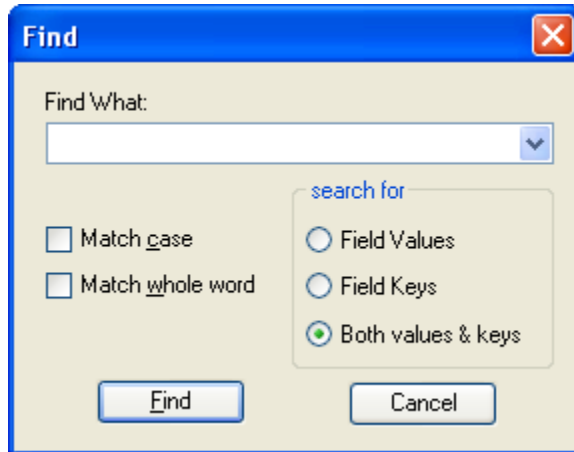 Find
Find What:
search for
Match case
Field Values
Match whole word
Field Keys
Both values & keys
Find
Cancel